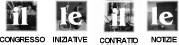 il le il le
CONGRESSO INIZIATIVE CONTRATTO NOTIZIE